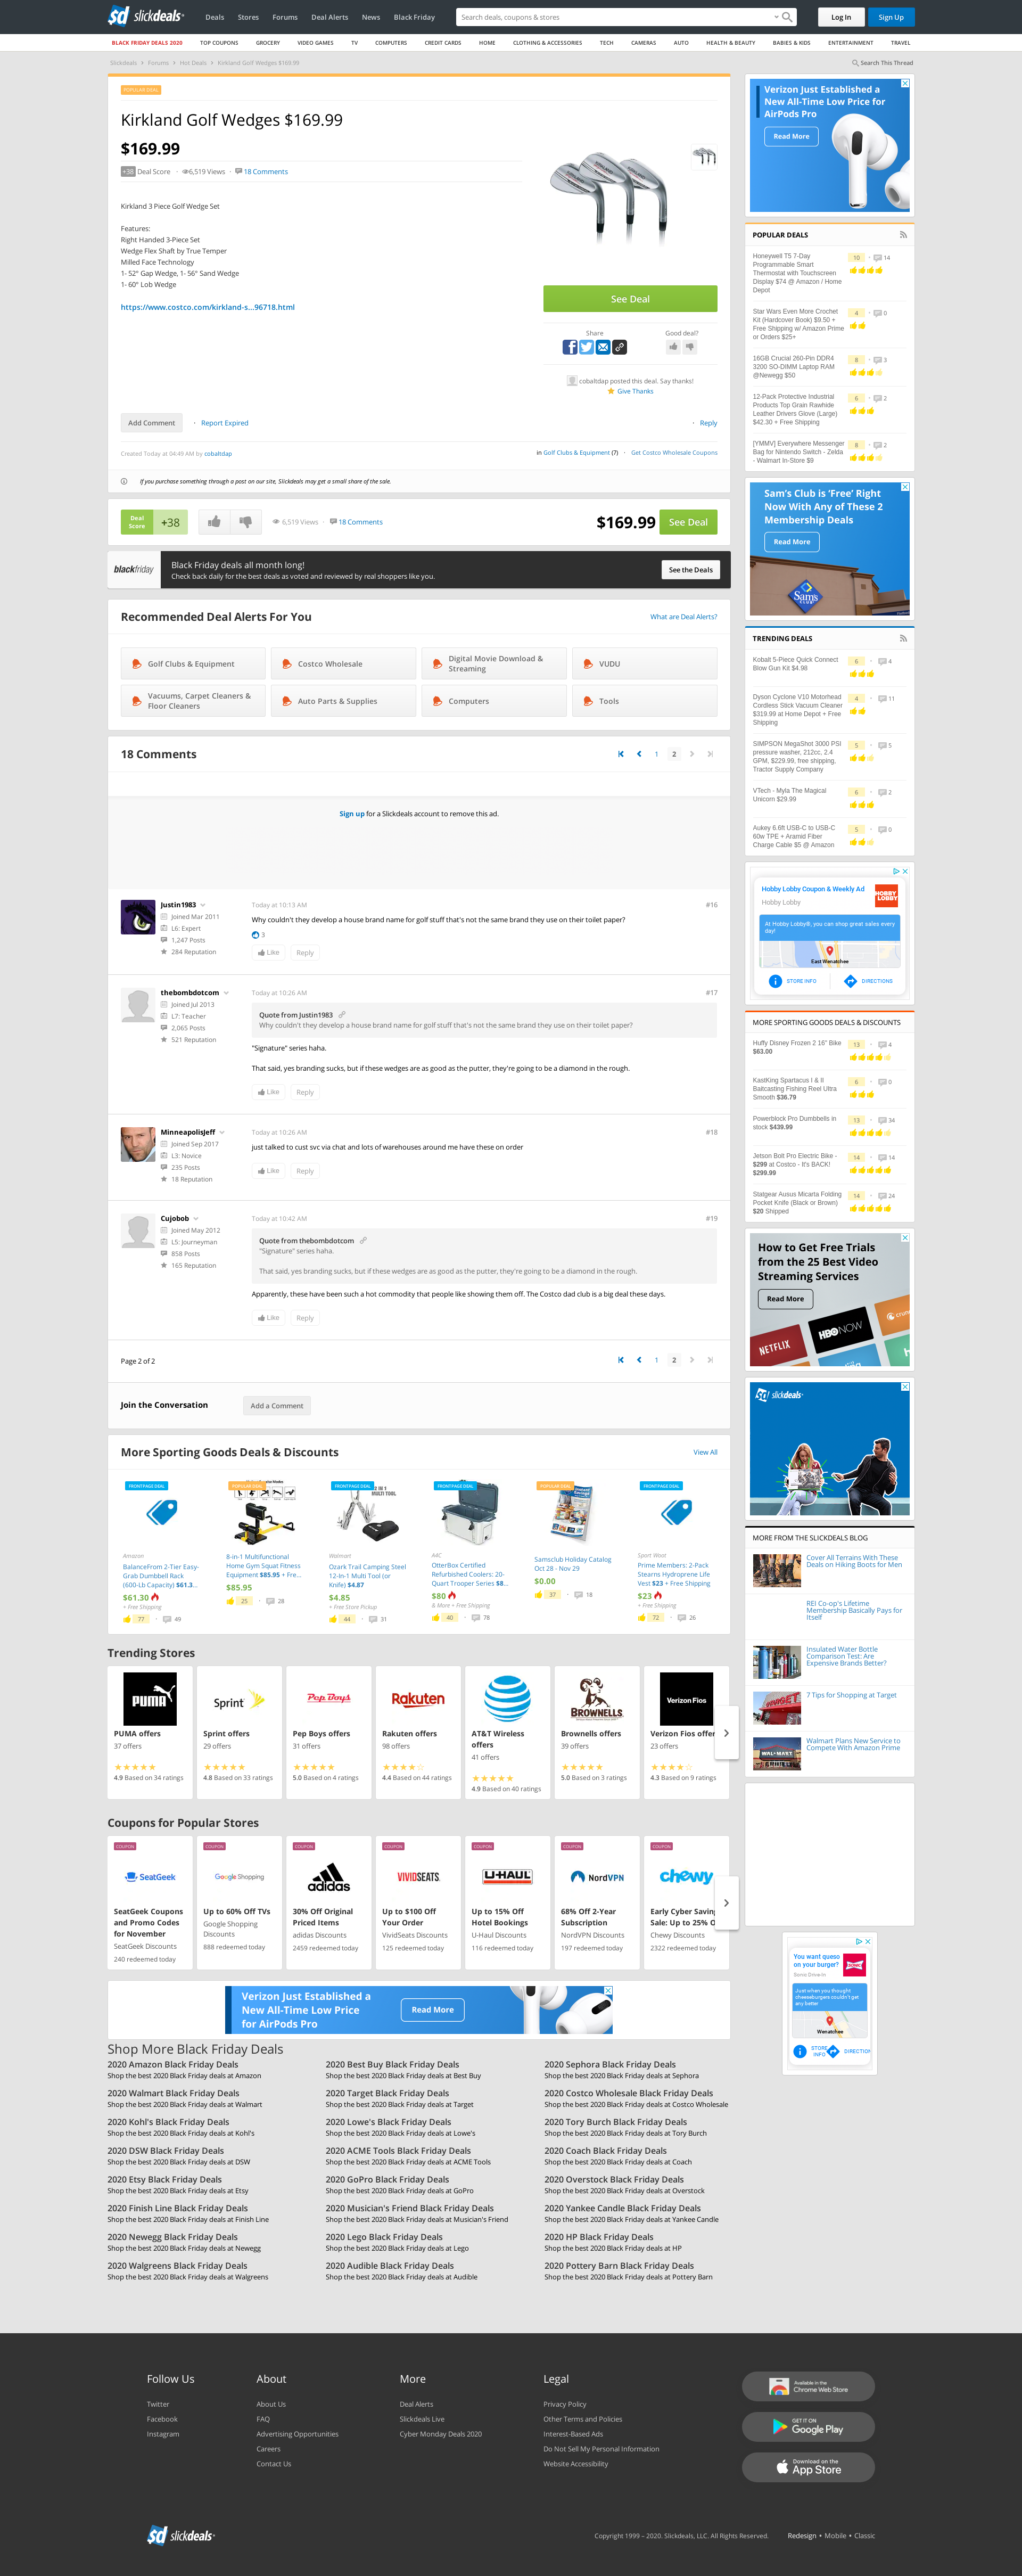 sd slickdeals
Deals Stores Forums Deal Alerts News Black Friday
Search deals, coupons & stores
Log In Sign Up
BLACK FRIDAY DEALS 2020 TOP COUPONS GROCERY VIDEO GAMES TV COMPUTERS CREDIT CARDS HOME CLOTHING & ACCESSORIES TECH CAMERAS AUTO HEALTH & BEAUTY BABIES & KIDS ENTERTAINMENT TRAVEL
Slickdeals > Forums > Hot Deals > Kirkland Golf Wedges $169.99
Search This Thread
POPULAR DEAL
Kirkland Golf Wedges $169.99
$169.99
+38 Deal Score · 6,519 Views · 18 Comments
Kirkland 3 Piece Golf Wedge Set
Features:
Right Handed 3-Piece Set
Wedge Flex Shaft by True Temper
Milled Face Technology
1- 52° Gap Wedge, 1- 56° Sand Wedge
1- 60° Lob Wedge
https://www.costco.com/kirkland-s...96718.html
See Deal
Share
Good deal?
cobaltdap posted this deal. Say thanks!
Give Thanks
Add Comment · Report Expired · Reply
Created Today at 04:49 AM by cobaltdap
in Golf Clubs & Equipment (7) · Get Costco Wholesale Coupons
If you purchase something through a post on our site, Slickdeals may get a small share of the sale.
Deal Score +38
6,519 Views · 18 Comments
$169.99 See Deal
blackfriday
Black Friday deals all month long!
Check back daily for the best deals as voted and reviewed by real shoppers like you.
See the Deals
Recommended Deal Alerts For You
What are Deal Alerts?
Golf Clubs & Equipment
Costco Wholesale
Digital Movie Download & Streaming
VUDU
Vacuums, Carpet Cleaners & Floor Cleaners
Auto Parts & Supplies
Computers
Tools
18 Comments
1 2
Sign up for a Slickdeals account to remove this ad.
Justin1983
Joined Mar 2011
L6: Expert
1,247 Posts
284 Reputation
Today at 10:13 AM
#16
Why couldn't they develop a house brand name for golf stuff that's not the same brand they use on their toilet paper?
3
Like Reply
thebombdotcom
Joined Jul 2013
L7: Teacher
2,065 Posts
521 Reputation
Today at 10:26 AM
#17
Quote from Justin1983
Why couldn't they develop a house brand name for golf stuff that's not the same brand they use on their toilet paper?
"Signature" series haha.
That said, yes branding sucks, but if these wedges are as good as the putter, they're going to be a diamond in the rough.
Like Reply
MinneapolisJeff
Joined Sep 2017
L3: Novice
235 Posts
18 Reputation
Today at 10:26 AM
#18
just talked to cust svc via chat and lots of warehouses around me have these on order
Like Reply
Cujobob
Joined May 2012
L5: Journeyman
858 Posts
165 Reputation
Today at 10:42 AM
#19
Quote from thebombdotcom
"Signature" series haha.
That said, yes branding sucks, but if these wedges are as good as the putter, they're going to be a diamond in the rough.
Apparently, these have been such a hot commodity that people like showing them off. The Costco dad club is a big deal these days.
Like Reply
Page 2 of 2
1 2
Join the Conversation
Add a Comment
More Sporting Goods Deals & Discounts
View All
FRONTPAGE DEAL
Amazon
BalanceFrom 2-Tier Easy-Grab Dumbbell Rack (600-Lb Capacity) $61.3...
$61.30
+ Free Shipping
77 · 49
POPULAR DEAL
8-in-1 Multifunctional Home Gym Squat Fitness Equipment $85.95 + Fre...
$85.95
25 · 28
FRONTPAGE DEAL
Walmart
Ozark Trail Camping Steel 12-In-1 Multi Tool (or Knife) $4.87
$4.85
+ Free Store Pickup
44 · 31
FRONTPAGE DEAL
A4C
OtterBox Certified Refurbished Coolers: 20-Quart Trooper Series $8...
$80
& More + Free Shipping
40 · 78
POPULAR DEAL
Samsclub Holiday Catalog Oct 28 - Nov 29
$0.00
37 · 18
FRONTPAGE DEAL
Sport Woot
Prime Members: 2-Pack Stearns Hydroprene Life Vest $23 + Free Shipping
$23
+ Free Shipping
72 · 26
Trending Stores
PUMA
PUMA offers
37 offers
4.9 Based on 34 ratings
Sprint
Sprint offers
29 offers
4.8 Based on 33 ratings
Pep Boys
Pep Boys offers
31 offers
5.0 Based on 4 ratings
Rakuten
Rakuten offers
98 offers
4.4 Based on 44 ratings
AT&T Wireless offers
41 offers
4.9 Based on 40 ratings
BROWNELLS
Brownells offers
39 offers
5.0 Based on 3 ratings
Verizon Fios
Verizon Fios offer
23 offers
4.3 Based on 9 ratings
Coupons for Popular Stores
COUPON
SeatGeek
SeatGeek Coupons and Promo Codes for November
SeatGeek Discounts
240 redeemed today
COUPON
Google Shopping
Up to 60% Off TVs
Google Shopping Discounts
888 redeemed today
COUPON
adidas
30% Off Original Priced Items
adidas Discounts
2459 redeemed today
COUPON
VIVIDSEATS
Up to $100 Off Your Order
VividSeats Discounts
125 redeemed today
COUPON
U-HAUL
Up to 15% Off Hotel Bookings
U-Haul Discounts
116 redeemed today
COUPON
NordVPN
68% Off 2-Year Subscription
NordVPN Discounts
197 redeemed today
COUPON
chewy
Early Cyber Saving Sale: Up to 25% O
Chewy Discounts
2322 redeemed today
Verizon Just Established a
New All-Time Low Price
for AirPods Pro
Read More
Shop More Black Friday Deals
2020 Amazon Black Friday Deals
Shop the best 2020 Black Friday deals at Amazon
2020 Best Buy Black Friday Deals
Shop the best 2020 Black Friday deals at Best Buy
2020 Sephora Black Friday Deals
Shop the best 2020 Black Friday deals at Sephora
2020 Walmart Black Friday Deals
Shop the best 2020 Black Friday deals at Walmart
2020 Target Black Friday Deals
Shop the best 2020 Black Friday deals at Target
2020 Costco Wholesale Black Friday Deals
Shop the best 2020 Black Friday deals at Costco Wholesale
2020 Kohl's Black Friday Deals
Shop the best 2020 Black Friday deals at Kohl's
2020 Lowe's Black Friday Deals
Shop the best 2020 Black Friday deals at Lowe's
2020 Tory Burch Black Friday Deals
Shop the best 2020 Black Friday deals at Tory Burch
2020 DSW Black Friday Deals
Shop the best 2020 Black Friday deals at DSW
2020 ACME Tools Black Friday Deals
Shop the best 2020 Black Friday deals at ACME Tools
2020 Coach Black Friday Deals
Shop the best 2020 Black Friday deals at Coach
2020 Etsy Black Friday Deals
Shop the best 2020 Black Friday deals at Etsy
2020 GoPro Black Friday Deals
Shop the best 2020 Black Friday deals at GoPro
2020 Overstock Black Friday Deals
Shop the best 2020 Black Friday deals at Overstock
2020 Finish Line Black Friday Deals
Shop the best 2020 Black Friday deals at Finish Line
2020 Musician's Friend Black Friday Deals
Shop the best 2020 Black Friday deals at Musician's Friend
2020 Yankee Candle Black Friday Deals
Shop the best 2020 Black Friday deals at Yankee Candle
2020 Newegg Black Friday Deals
Shop the best 2020 Black Friday deals at Newegg
2020 Lego Black Friday Deals
Shop the best 2020 Black Friday deals at Lego
2020 HP Black Friday Deals
Shop the best 2020 Black Friday deals at HP
2020 Walgreens Black Friday Deals
Shop the best 2020 Black Friday deals at Walgreens
2020 Audible Black Friday Deals
Shop the best 2020 Black Friday deals at Audible
2020 Pottery Barn Black Friday Deals
Shop the best 2020 Black Friday deals at Pottery Barn
Verizon Just Established a
New All-Time Low Price for
AirPods Pro
Read More
POPULAR DEALS
Honeywell T5 7-Day
Programmable Smart
Thermostat with Touchscreen
Display $74 @ Amazon / Home
Depot
10 · 14
Star Wars Even More Crochet
Kit (Hardcover Book) $9.50 +
Free Shipping w/ Amazon Prime
or Orders $25+
4 · 0
16GB Crucial 260-Pin DDR4
3200 SO-DIMM Laptop RAM
@Newegg $50
8 · 3
12-Pack Protective Industrial
Products Top Grain Rawhide
Leather Drivers Glove (Large)
$42.30 + Free Shipping
6 · 2
[YMMV] Everywhere Messenger
Bag for Nintendo Switch - Zelda
- Walmart In-Store $9
8 · 2
Sam's Club is 'Free' Right
Now With Any of These 2
Membership Deals
Read More
Sam's CLUB
TRENDING DEALS
Kobalt 5-Piece Quick Connect
Blow Gun Kit $4.98
6 · 4
Dyson Cyclone V10 Motorhead
Cordless Stick Vacuum Cleaner
$319.99 at Home Depot + Free
Shipping
4 · 11
SIMPSON MegaShot 3000 PSI
pressure washer, 212cc, 2.4
GPM, $229.99, free shipping,
Tractor Supply Company
5 · 5
VTech - Myla The Magical
Unicorn $29.99
6 · 2
Aukey 6.6ft USB-C to USB-C
60w TPE + Aramid Fiber
Charge Cable $5 @ Amazon
5 · 0
Hobby Lobby Coupon & Weekly Ad
Hobby Lobby
HOBBY LOBBY
At Hobby Lobby®, you can shop great sales every
day!
East Wenatchee
STORE INFO DIRECTIONS
MORE SPORTING GOODS DEALS & DISCOUNTS
Huffy Disney Frozen 2 16" Bike
$63.00
13 · 4
KastKing Spartacus I & II
Baitcasting Fishing Reel Ultra
Smooth $36.79
6 · 0
Powerblock Pro Dumbbells in
stock $439.99
13 · 34
Jetson Bolt Pro Electric Bike -
$299 at Costco - It's BACK!
$299.99
14 · 14
Statgear Ausus Micarta Folding
Pocket Knife (Black or Brown)
$20 Shipped
14 · 24
How to Get Free Trials
from the 25 Best Video
Streaming Services
Read More
NETFLIX HBO NOW crunch
sd slickdeals
MORE FROM THE SLICKDEALS BLOG
Cover All Terrains With These
Deals on Hiking Boots for Men
REI Co-op's Lifetime
Membership Basically Pays for
Itself
Insulated Water Bottle
Comparison Test: Are
Expensive Brands Better?
7 Tips for Shopping at Target
Walmart Plans New Service to
Compete With Amazon Prime
WAL-MART
You want queso
on your burger?
Sonic Drive-In
Just when you thought
cheeseburgers couldn't get
any better
Wenatchee
STORE INFO DIRECTION
Follow Us
Twitter
Facebook
Instagram
About
About Us
FAQ
Advertising Opportunities
Careers
Contact Us
More
Deal Alerts
Slickdeals Live
Cyber Monday Deals 2020
Legal
Privacy Policy
Other Terms and Policies
Interest-Based Ads
Do Not Sell My Personal Information
Website Accessibility
Available in the
Chrome Web Store
GET IT ON
Google Play
Download on the
App Store
sd slickdeals
Copyright 1999 – 2020. Slickdeals, LLC. All Rights Reserved. Redesign • Mobile • Classic